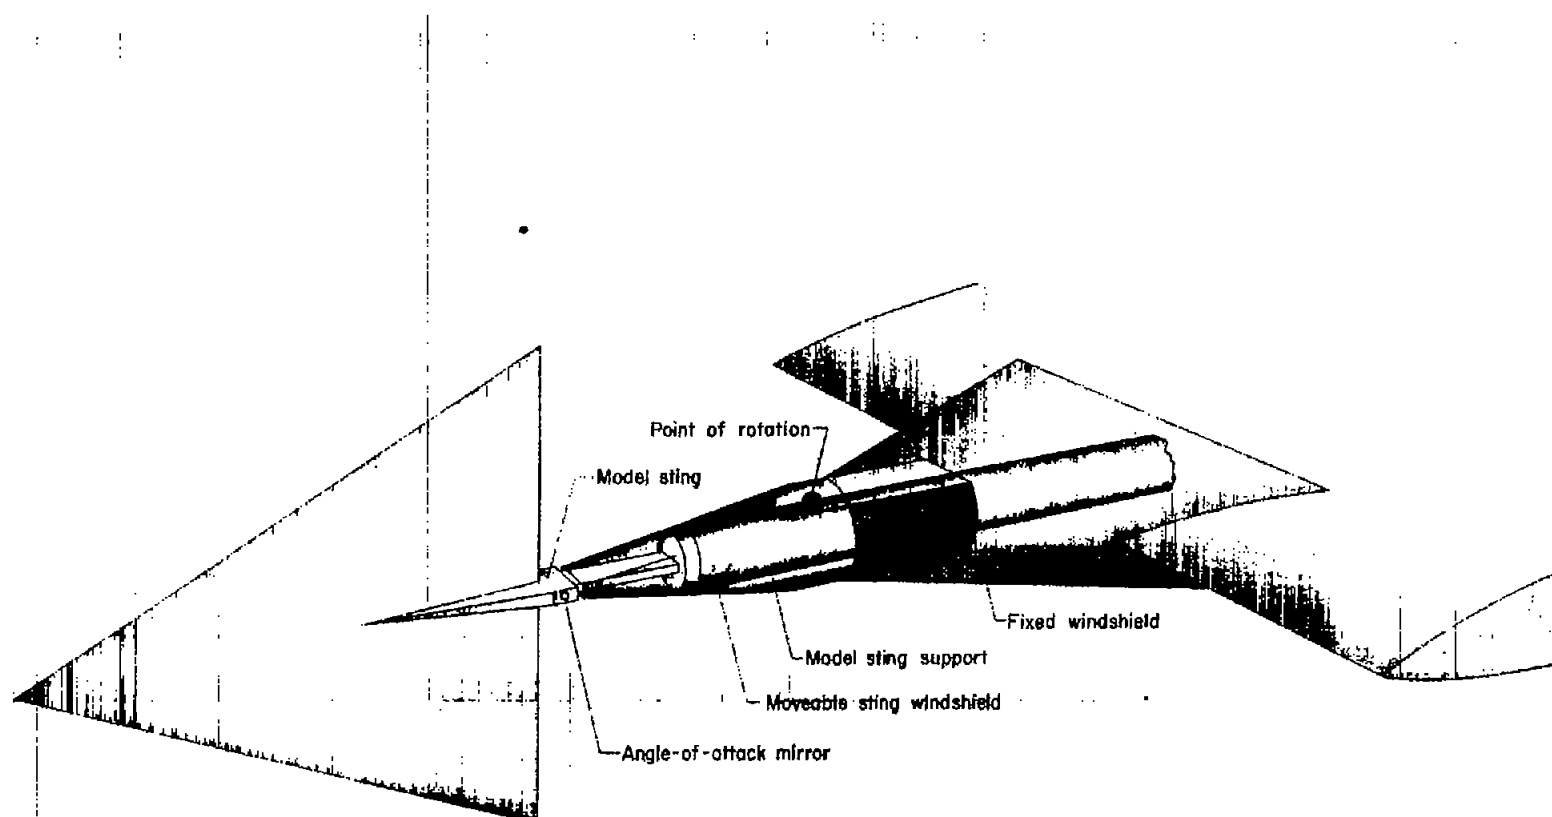 Point of rotation
Model sting
Fixed windshield
Model sting support
Moveable sting windshield
Angle-of-attack mirror